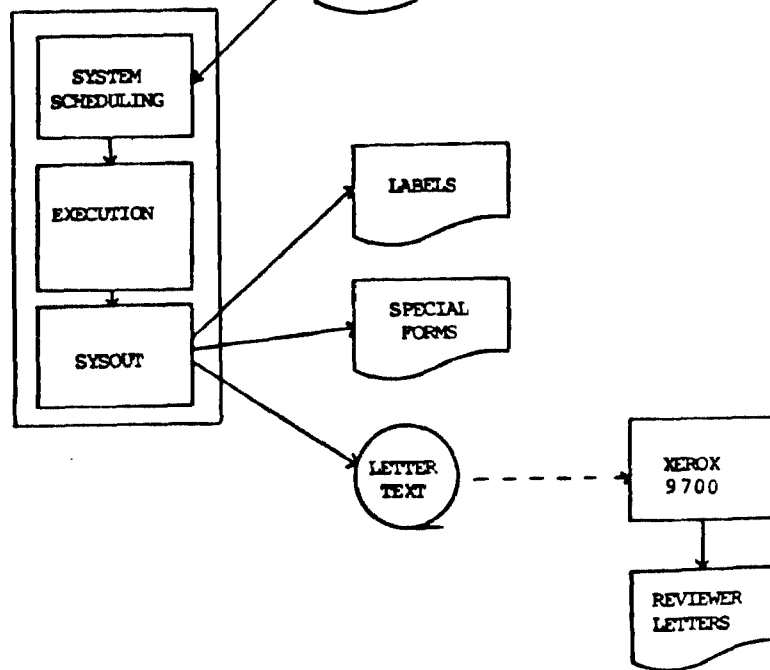 SYSTEM
SCHEDULING
EXECUTION
SYSOUT
LABELS
SPECIAL
FORMS
LETTER
TEXT
XEROX
9700
REVIEWER
LETTERS